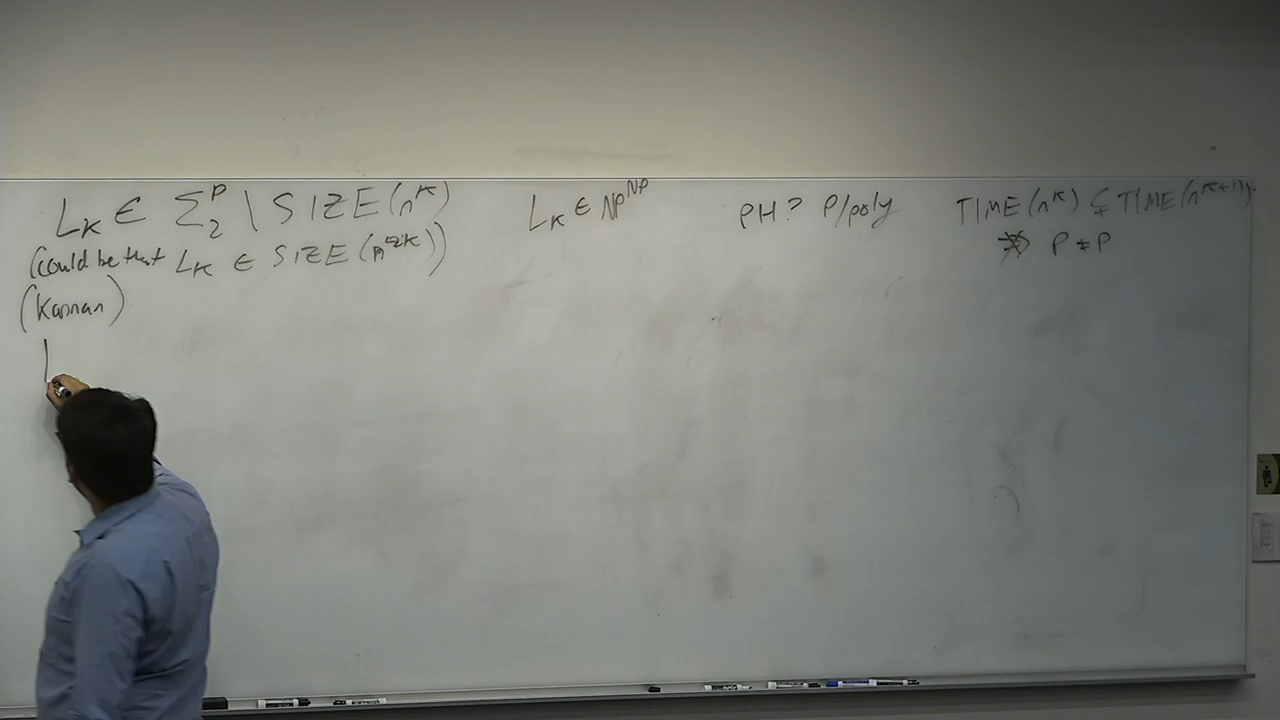 L_K ∈ Σ_2^P \ SIZE(n^K)
(could be that L_K ∈ SIZE(n^2K))
(Kannan)
L_K ∈ NP^NP
PH ? P/poly
TIME(n^K) ⊊ TIME(n^(K+1)).
P ≠ P